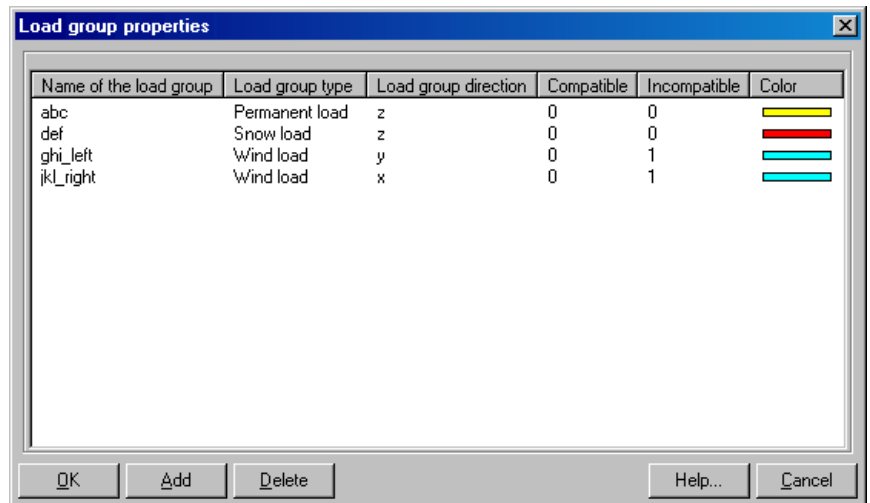 Load group properties
Name of the load group Load group type Load group direction Compatible Incompatible Color
abc Permanent load z 0 0
def Snow load z 0 0
ghi_left Wind load y 0 1
jkl_right Wind load x 0 1
OK Add Delete Help... Cancel